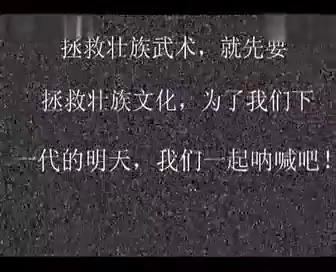 拯救壮族武术，就先要
拯救壮族文化，为了我们下
一代的明天，我们一起呐喊吧！